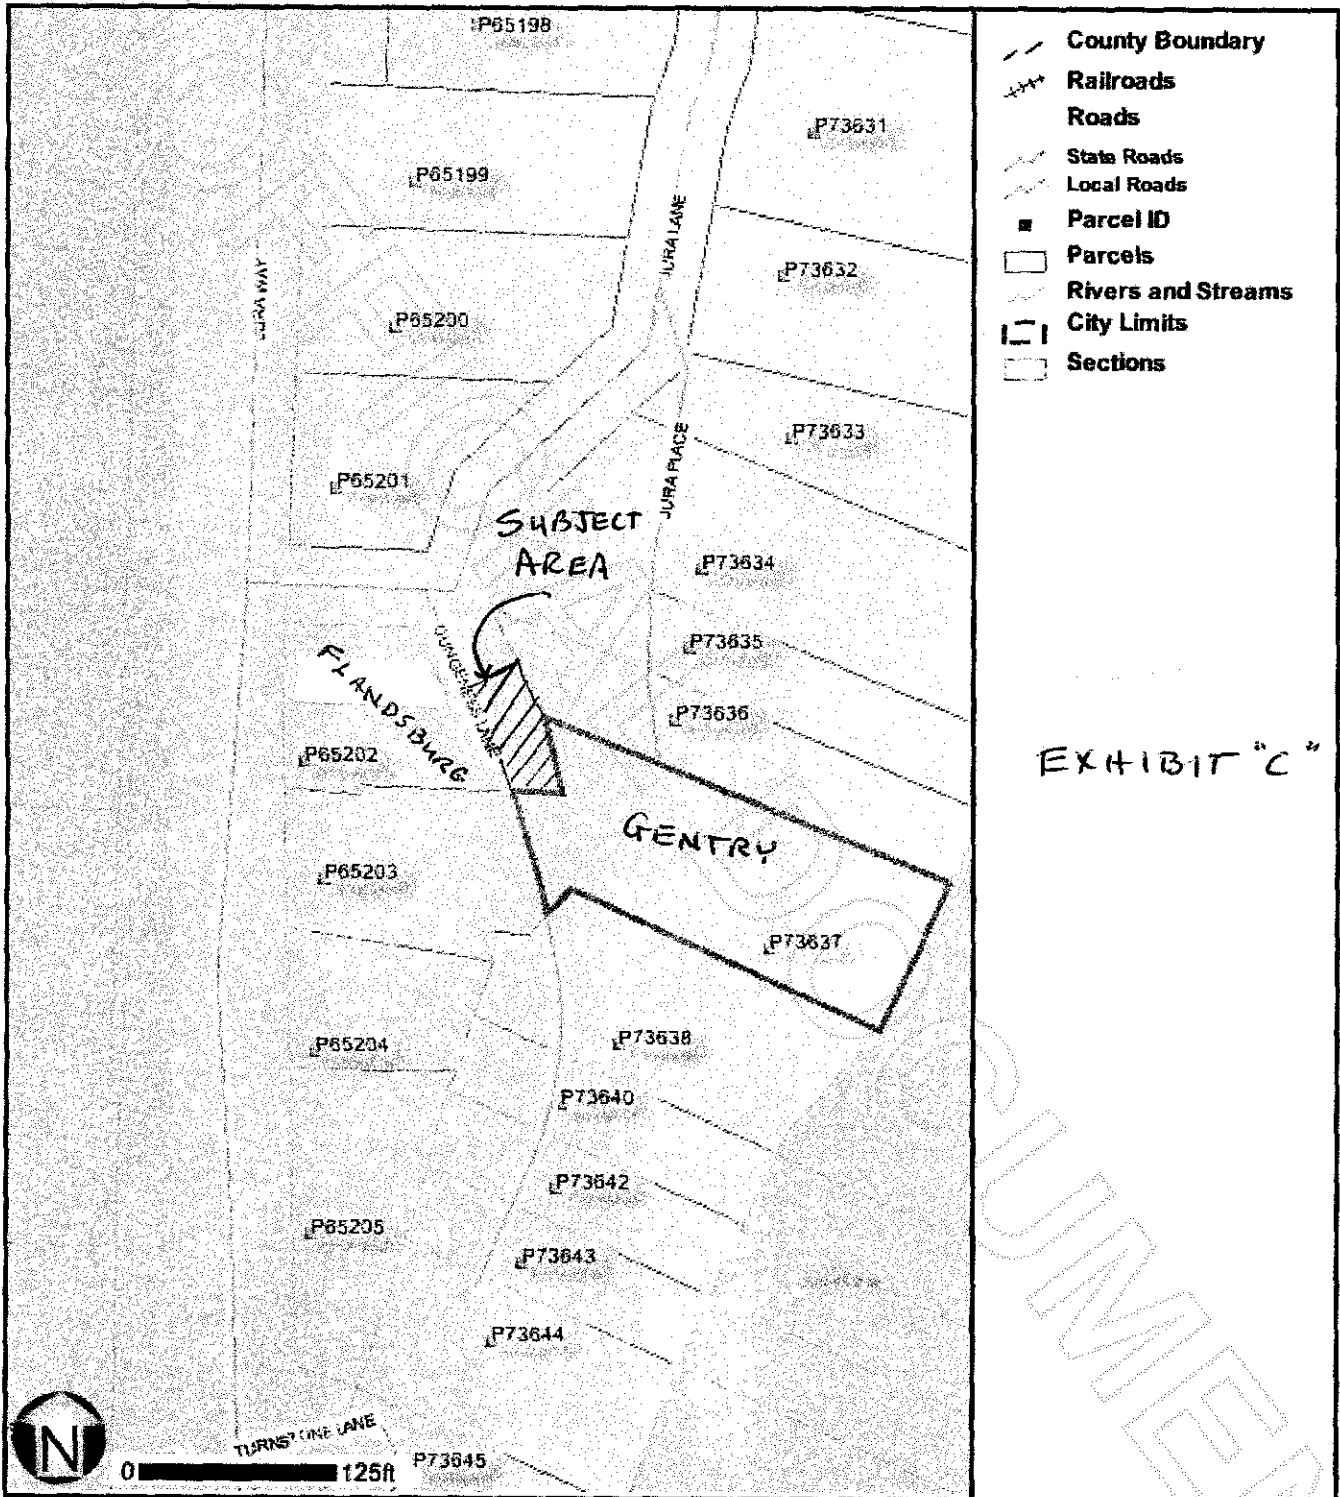 P65198
P73631
P65199
JURA LANE
P73632
JURA WAY
P65200
P73633
JURA PLACE
P65201
SUBJECT
AREA
P73634
P73635
DUNGENESS LANE
FLANDSBURG
P73636
P65202
GENTRY
P65203
P73637
P65204
P73638
P73640
P73642
P65205
P73643
P73644
TURNSTONE LANE
P73645
N
0 125ft
County Boundary
Railroads
Roads
State Roads
Local Roads
Parcel ID
Parcels
Rivers and Streams
City Limits
Sections
EXHIBIT "C"